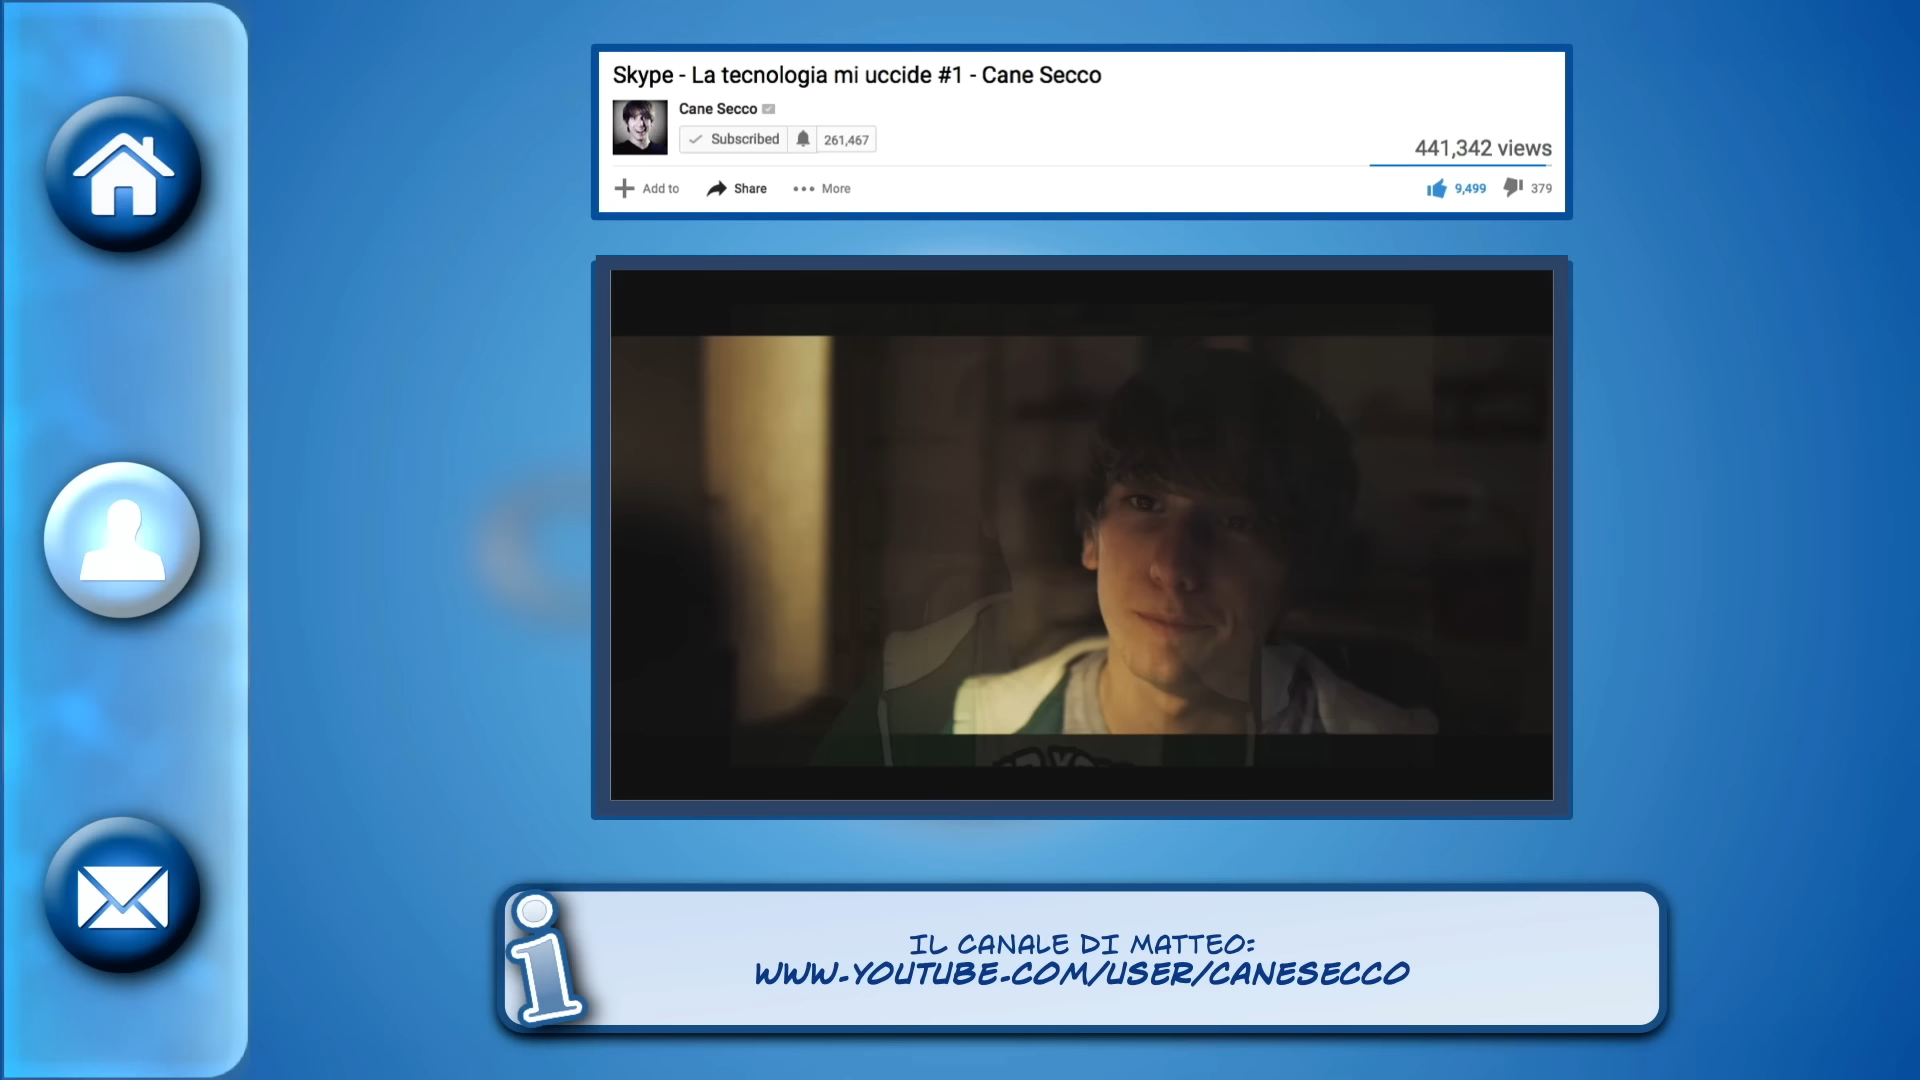 Skype - La tecnologia mi uccide #1 - Cane Secco
Cane Secco
Subscribed 261,467
441,342 views
Add to Share More 9,499 379
IL CANALE DI MATTEO:
WWW.YOUTUBE.COM/USER/CANESECCO